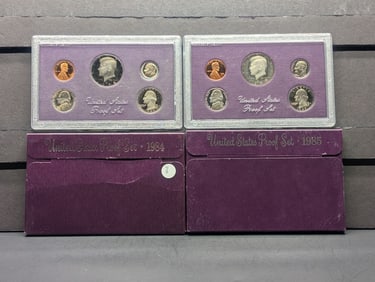 United States
Proof Set
United States
Proof Set
United States Proof Set · 1984
United States Proof Set · 1985